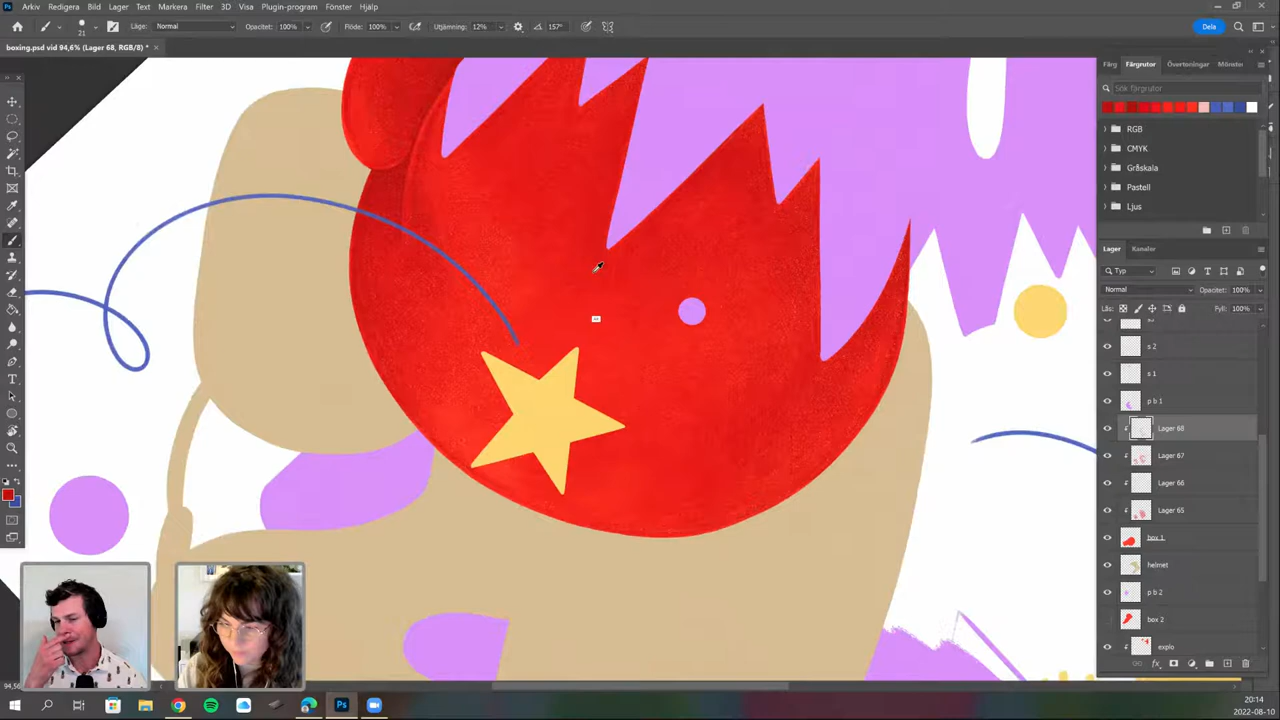 Arkiv Redigera Bild Lager Text Markera Filter 3D Visa Plugin-program Fönster Hjälp
21 Läge: Normal Opacitet: 100% Flöde: 100% Utjämning: 12% 157° Dela
boxing.psd vid 94,6% (Lager 68, RGB/8) * ×
Färg Färgrutor Övertoningar Mönster
Sök färgrutor
RGB
CMYK
Gråskala
Pastell
Ljus
Lager Kanaler
Typ
Normal Opacitet: 100%
Lås: Fyll: 100%
s 2
s 1
p b 1
Lager 68
Lager 67
Lager 66
Lager 65
box 1
helmet
p b 2
box 2
explo
20:14
2022-08-10